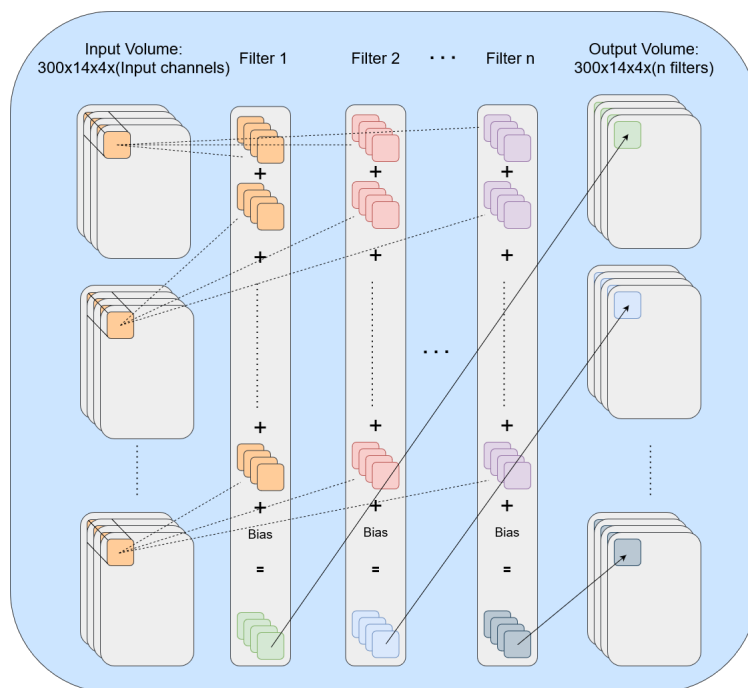 Input Volume:
300x14x4x(Input channels)
Filter 1
Filter 2
. . .
Filter n
Output Volume:
300x14x4x(n filters)
+
+
+
+
+
+
. . .
+
+
+
+
+
+
Bias
Bias
Bias
=
=
=